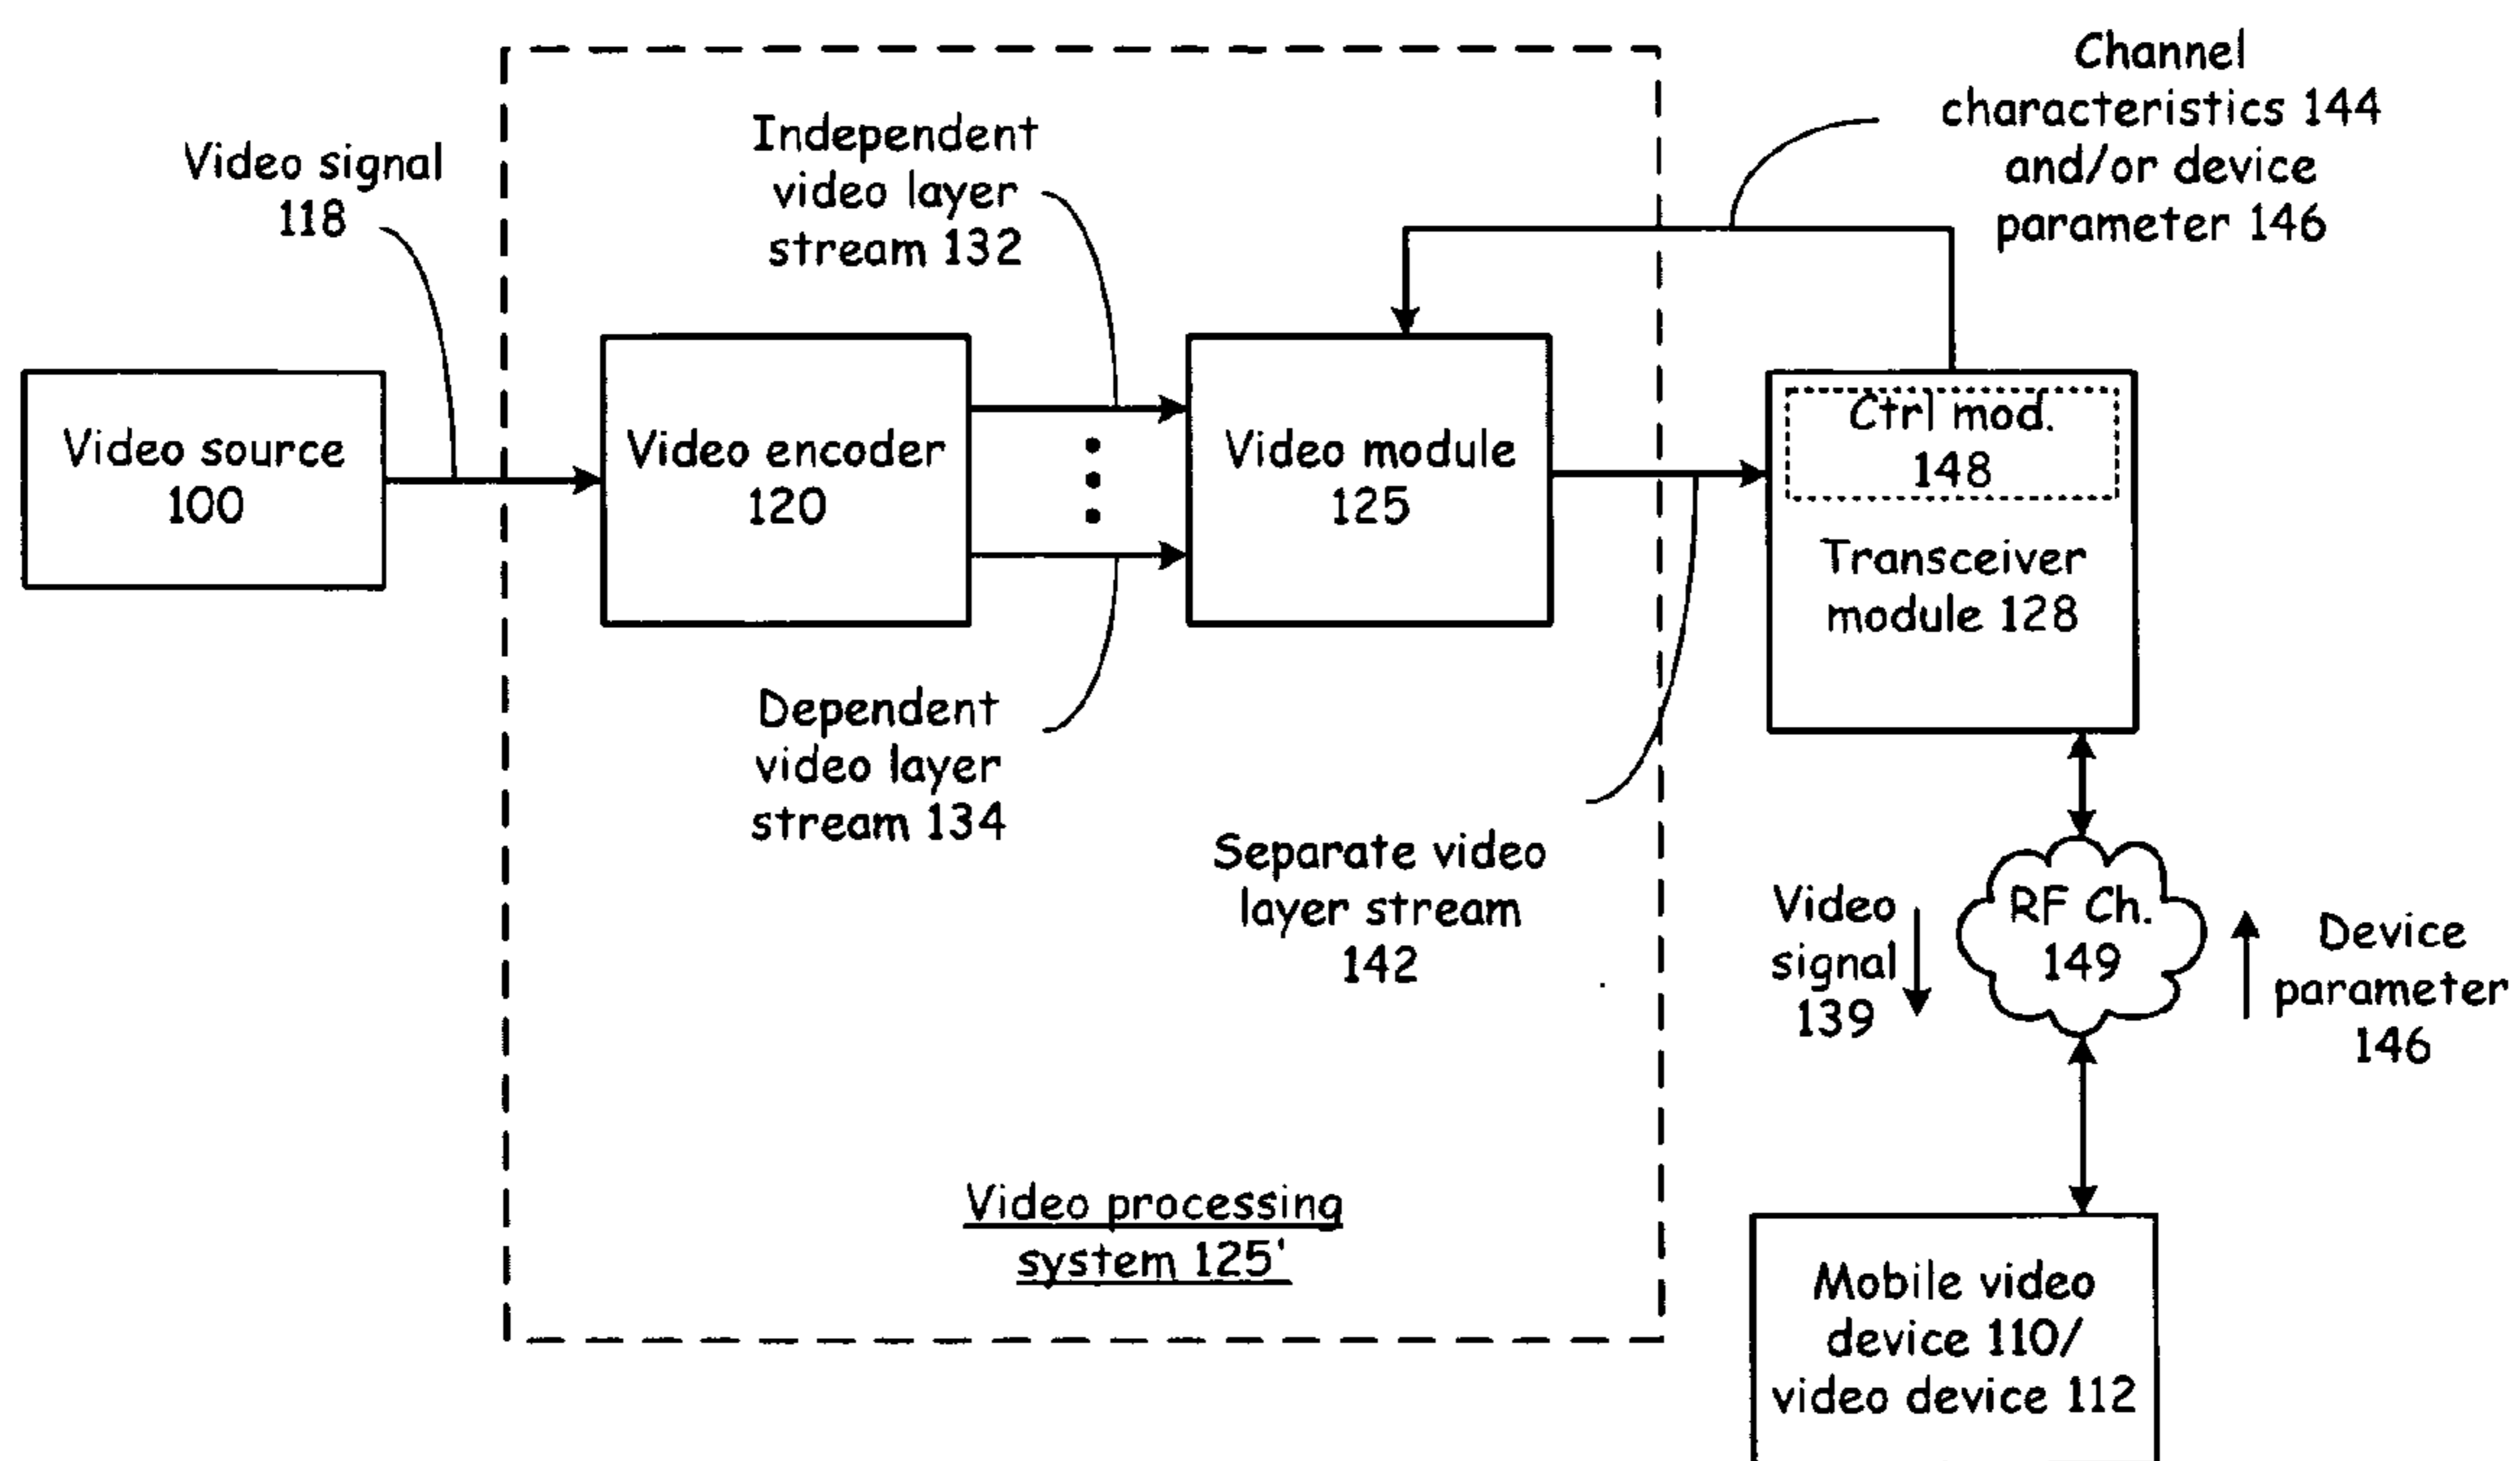 Channel
characteristics 144
and/or device
parameter 146
Video signal
118
Independent
video layer
stream 132
Video source
100
Video encoder
120
Video module
125
Ctrl mod.
148
Transceiver
module 128
Dependent
video layer
stream 134
Separate video
layer stream
142
Video
signal
139
RF Ch.
149
Device
parameter
146
Video processing
system 125'
Mobile video
device 110/
video device 112